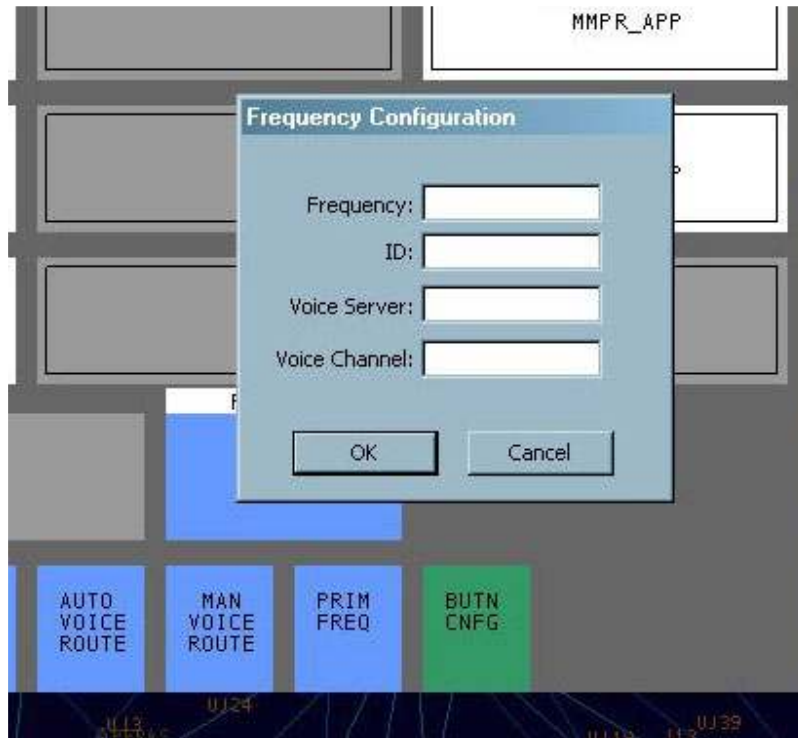 MMPR_APP
Frequency Configuration
Frequency:
ID:
Voice Server:
Voice Channel:
OK
Cancel
AUTO
VOICE
ROUTE
MAN
VOICE
ROUTE
PRIM
FREQ
BUTN
CNFG
UJ24
UJ39